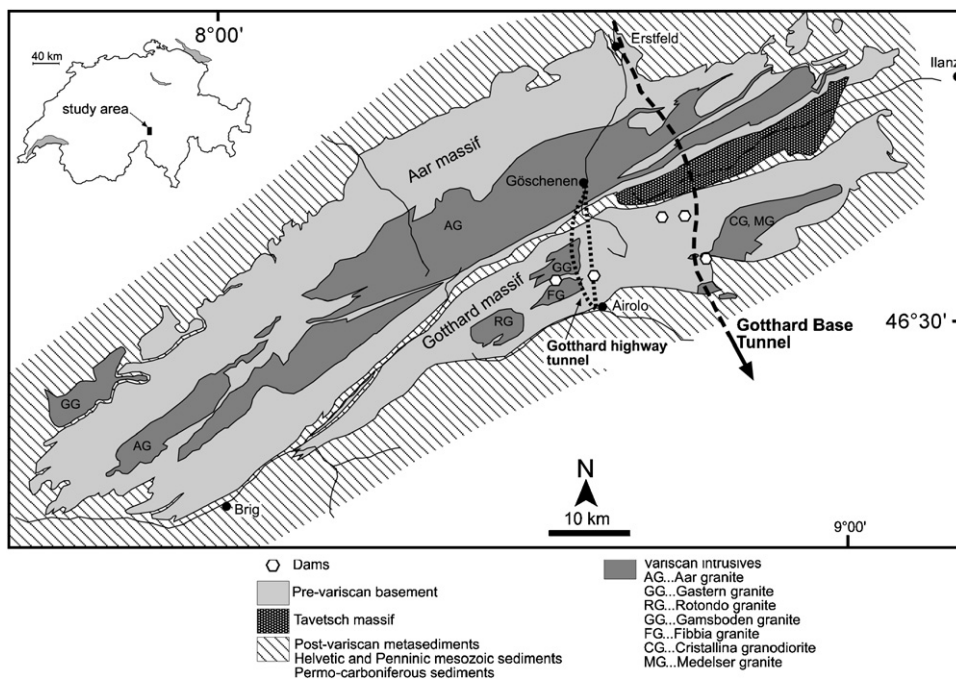 8°00'
40 km
study area
Erstfeld
Ilanz
Aar massif
Göschenen
AG
CG, MG
GG
Gotthard massif
FG
Airolo
RG
Gotthard highway
tunnel
Gotthard Base
Tunnel
46°30'
GG
AG
Brig
N
10 km
9°00'
Dams
Pre-variscan basement
Tavetsch massif
Post-variscan metasediments
Helvetic and Penninic mesozoic sediments
Permo-carboniferous sediments
Variscan intrusives
AG...Aar granite
GG...Gastern granite
RG...Rotondo granite
GG...Gamsboden granite
FG...Fibbia granite
CG...Cristallina granodiorite
MG...Medelser granite